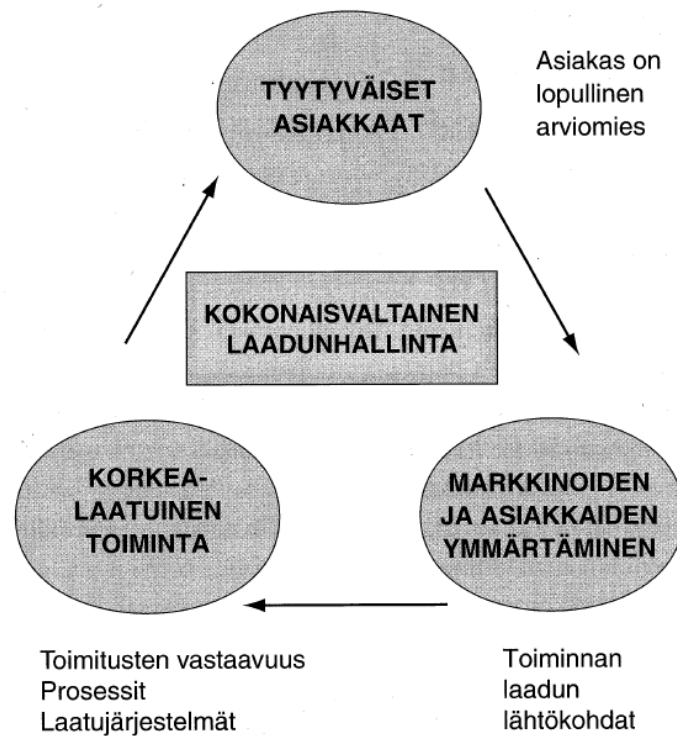 TYYTYVÄISET
ASIAKKAAT
Asiakas on
lopullinen
arviomies
KOKONAISVALTAINEN
LAADUNHALLINTA
KORKEA-
LAATUINEN
TOIMINTA
MARKKINOIDEN
JA ASIAKKAIDEN
YMMÄRTÄMINEN
Toimitusten vastaavuus
Prosessit
Laatujärjestelmät
Toiminnan
laadun
lähtökohdat